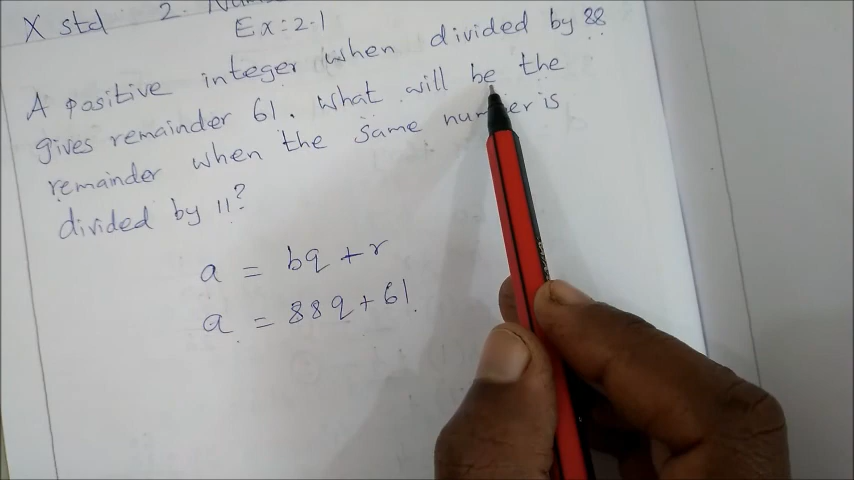 X std 2.
Ex:2.1
A positive integer when divided by 88
gives remainder 61. What will be the
remainder when the same number is
divided by 11?
a = bq + r
a = 88q + 61